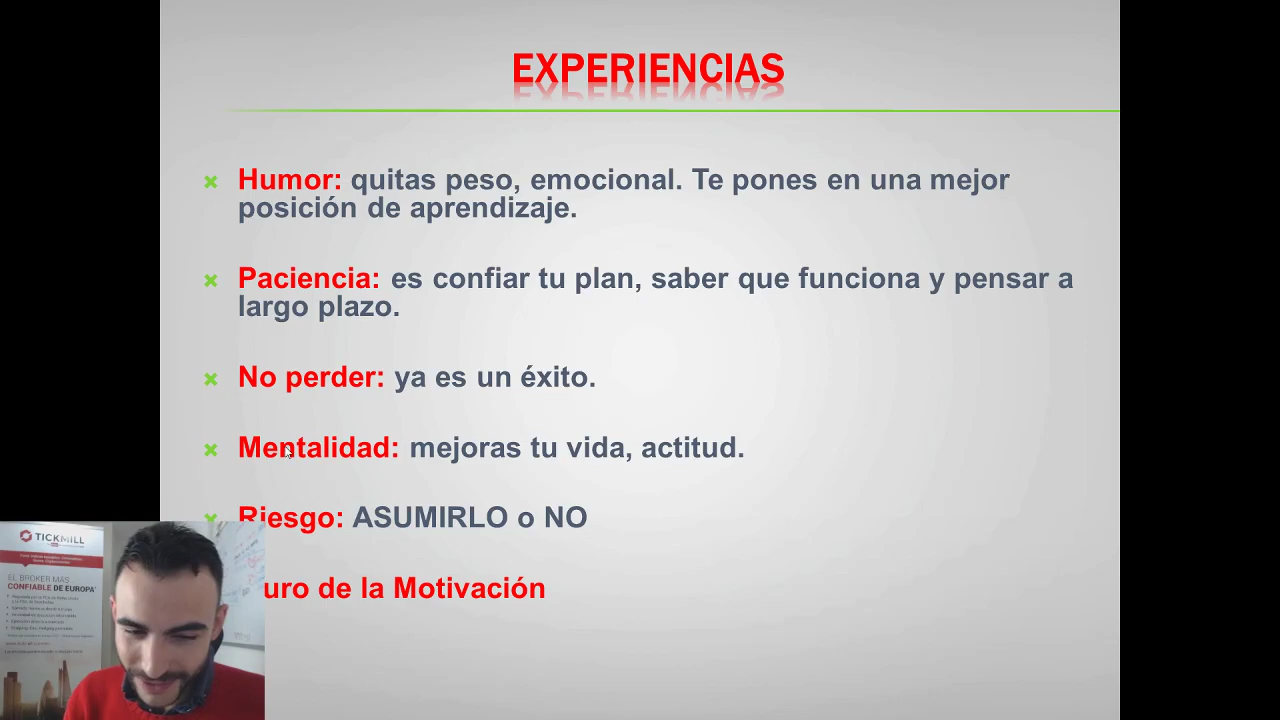 EXPERIENCIAS
Humor: quitas peso, emocional. Te pones en una mejor
posición de aprendizaje.
Paciencia: es confiar tu plan, saber que funciona y pensar a
largo plazo.
No perder: ya es un éxito.
Mentalidad: mejoras tu vida, actitud.
Riesgo: ASUMIRLO o NO
uro de la Motivación
TICKMILL
EL BROKER MÁS
CONFIABLE DE EUROPA*